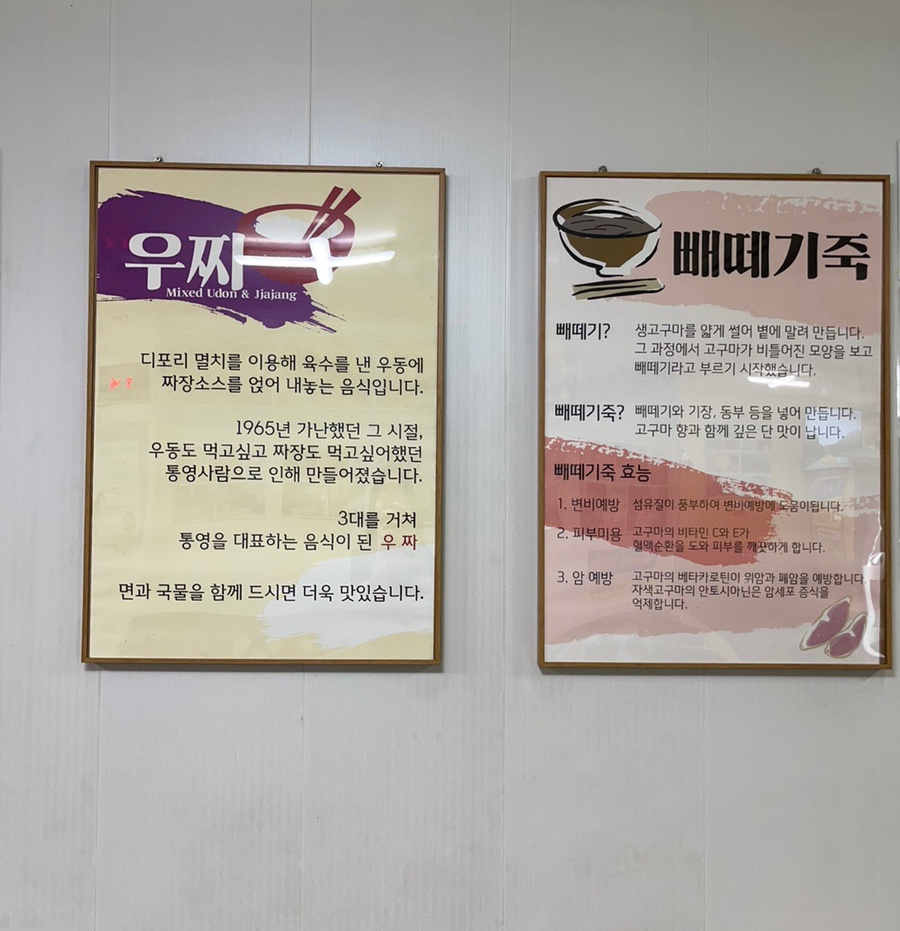 우짜
Mixed Udon & Jjajang
디포리 멸치를 이용해 육수를 낸 우동에
짜장소스를 얹어 내놓는 음식입니다.
1965년 가난했던 그 시절,
우동도 먹고싶고 짜장도 먹고싶어했던
통영사람으로 인해 만들어졌습니다.
3대를 거쳐
통영을 대표하는 음식이 된 우 짜
면과 국물을 함께 드시면 더욱 맛있습니다.
빼떼기죽
빼떼기? 생고구마를 얇게 썰어 볕에 말려 만듭니다.
그 과정에서 고구마가 비틀어진 모양을 보고
빼떼기라고 부르기 시작했습니다.
빼떼기죽? 빼떼기와 기장, 동부 등을 넣어 만듭니다.
고구마 향과 함께 깊은 단 맛이 납니다.
빼떼기죽 효능
1. 변비예방 섬유질이 풍부하여 변비예방에 도움이됩니다.
2. 피부미용 고구마의 비타민 C와 E가
혈액순환을 도와 피부를 깨끗하게 합니다.
3. 암 예방 고구마의 베타카로틴이 위암과 폐암을 예방합니다.
자색고구마의 안토시아닌은 암세포 증식을
억제합니다.